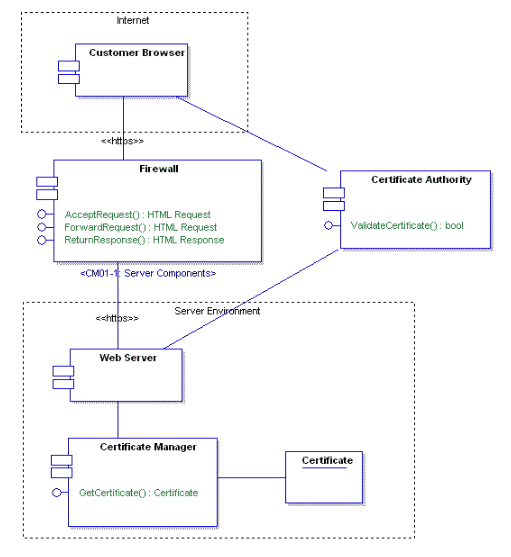 Internet
Customer Browser
<<https>>
Firewall
AcceptRequest() : HTML Request
ForwardRequest() : HTML Request
ReturnResponse() : HTML Response
Certificate Authority
ValidateCertificate() : bool
<CM01-1: Server Components>
Server Environment
<<https>>
Web Server
Certificate Manager
GetCertificate() : Certificate
Certificate